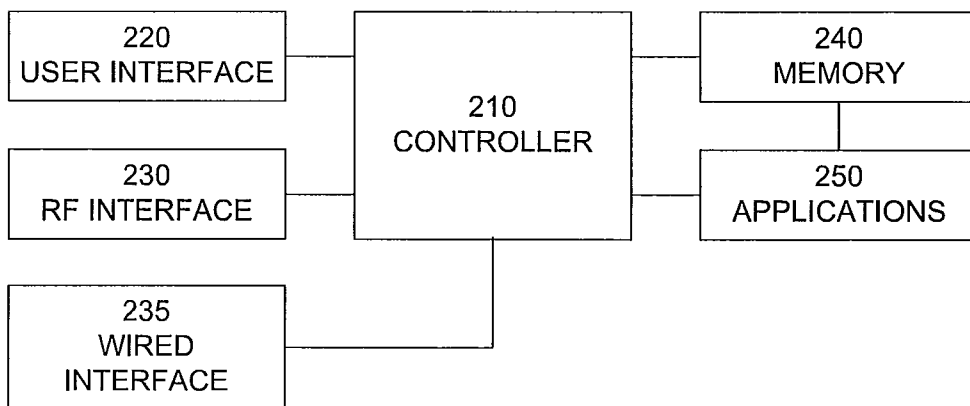 220
USER INTERFACE
230
RF INTERFACE
235
WIRED
INTERFACE
210
CONTROLLER
240
MEMORY
250
APPLICATIONS